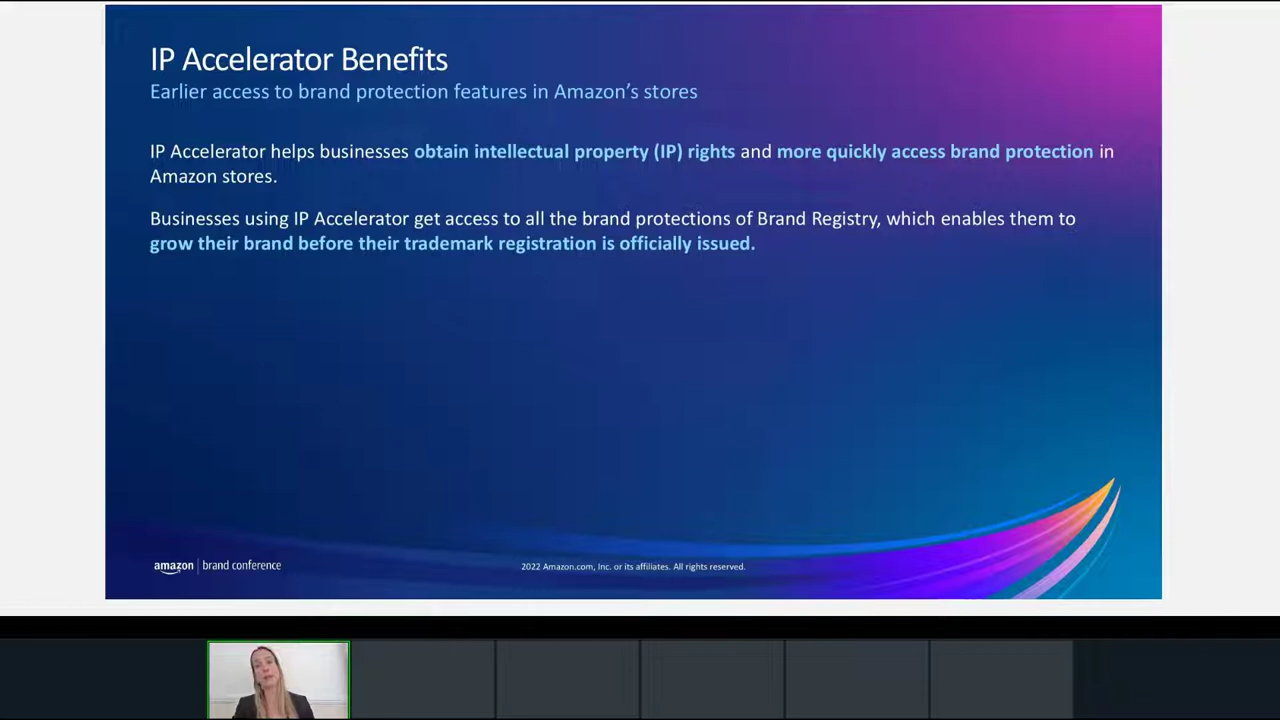 IP Accelerator Benefits
Earlier access to brand protection features in Amazon's stores
IP Accelerator helps businesses obtain intellectual property (IP) rights and more quickly access brand protection in
Amazon stores.
Businesses using IP Accelerator get access to all the brand protections of Brand Registry, which enables them to
grow their brand before their trademark registration is officially issued.
amazon | brand conference
2022 Amazon.com, Inc. or its affiliates. All rights reserved.